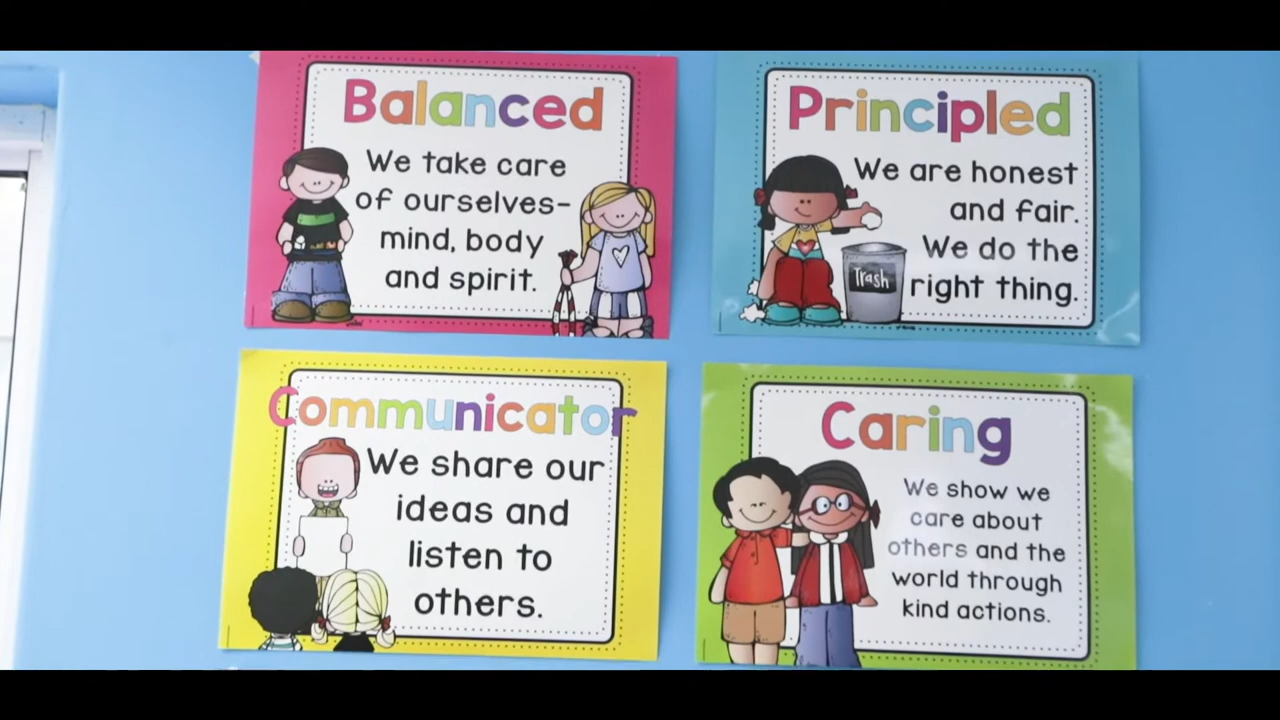 Balanced
We take care
of ourselves-
mind, body
and spirit.
Principled
We are honest
and fair.
We do the
right thing.
Trash
Communicator
We share our
ideas and
listen to
others.
Caring
We show we
care about
others and the
world through
kind actions.